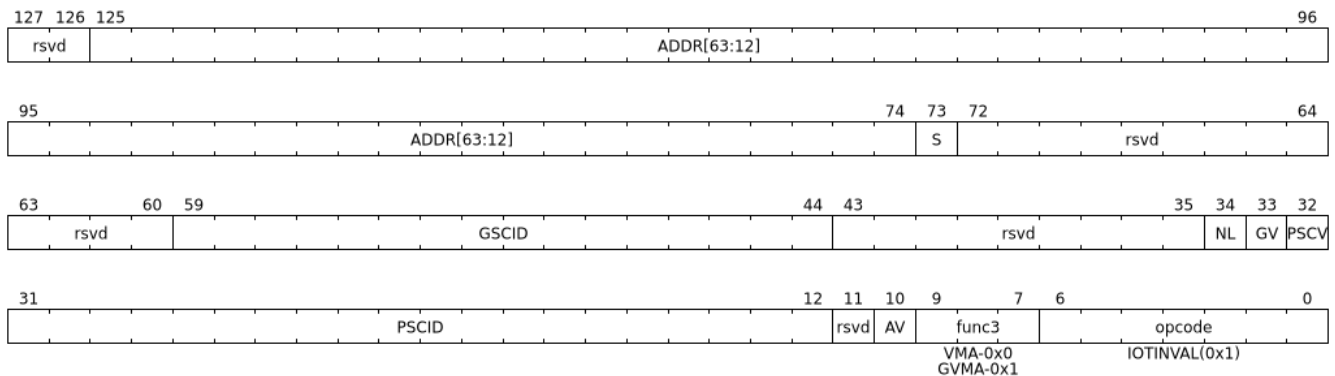 127 126 125 96
rsvd ADDR[63:12]
95 74 73 72 64
ADDR[63:12] S rsvd
63 60 59 44 43 35 34 33 32
rsvd GSCID rsvd NL GV PSCV
31 12 11 10 9 7 6 0
PSCID rsvd AV func3 opcode
VMA-0x0 IOTINVAL(0x1)
GVMA-0x1